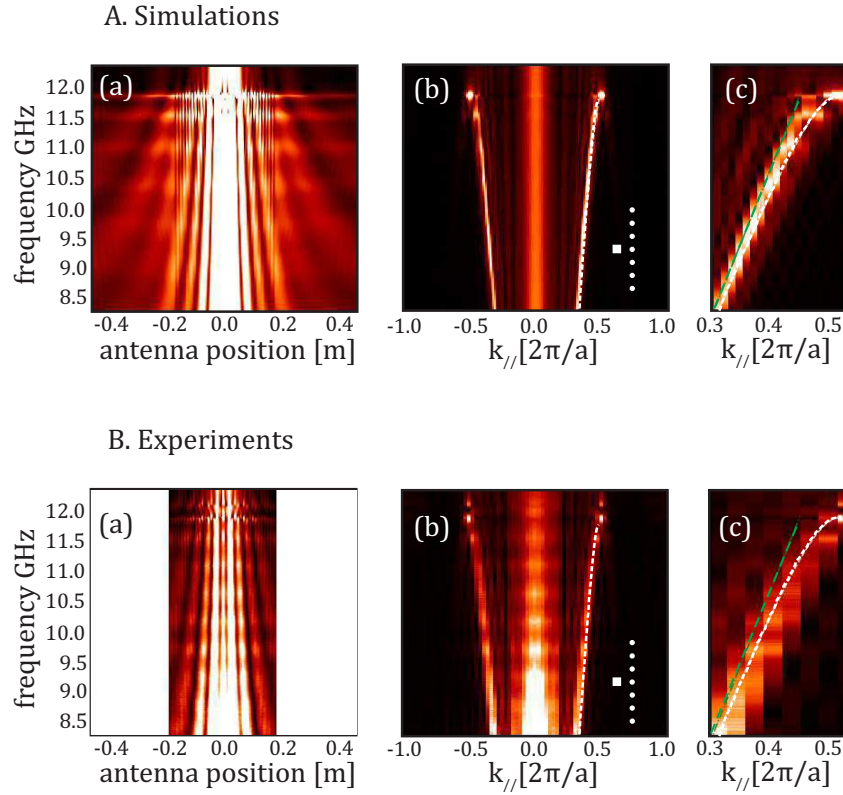 A. Simulations
(a)
(b)
(c)
frequency GHz
12.0
11.5
11.0
10.5
10.0
9.5
9.0
8.5
-0.4 -0.2 0.0 0.2 0.4
antenna position [m]
-1.0 -0.5 0.0 0.5 1.0
k//[2π/a]
0.3 0.4 0.5
k//[2π/a]
B. Experiments
(a)
(b)
(c)
frequency GHz
12.0
11.5
11.0
10.5
10.0
9.5
9.0
8.5
-0.4 -0.2 0.0 0.2 0.4
antenna position [m]
-1.0 -0.5 0.0 0.5 1.0
k//[2π/a]
0.3 0.4 0.5
k//[2π/a]